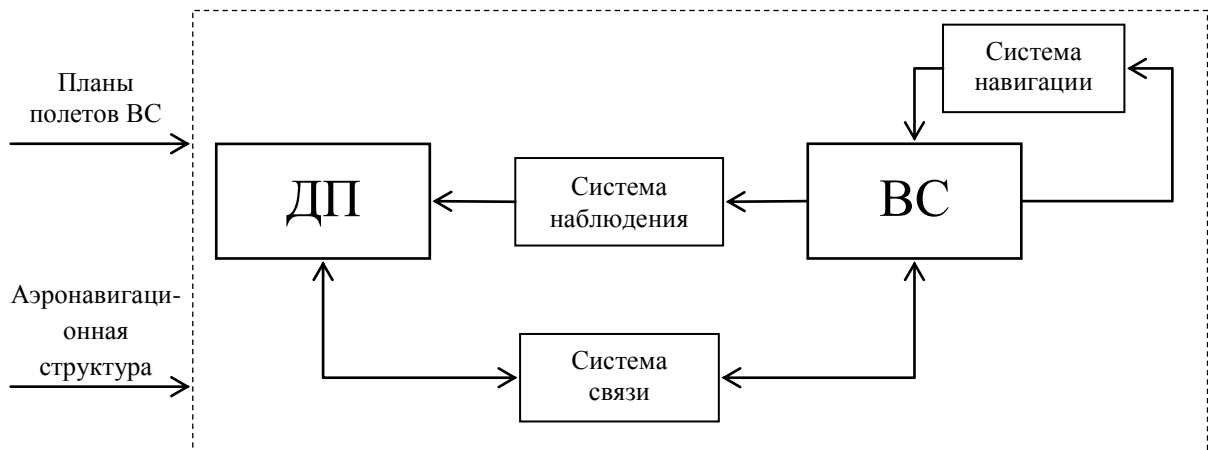 Планы
полетов ВС
Аэронавигаци-
онная
структура
Система
навигации
ДП
Система
наблюдения
ВС
Система
связи